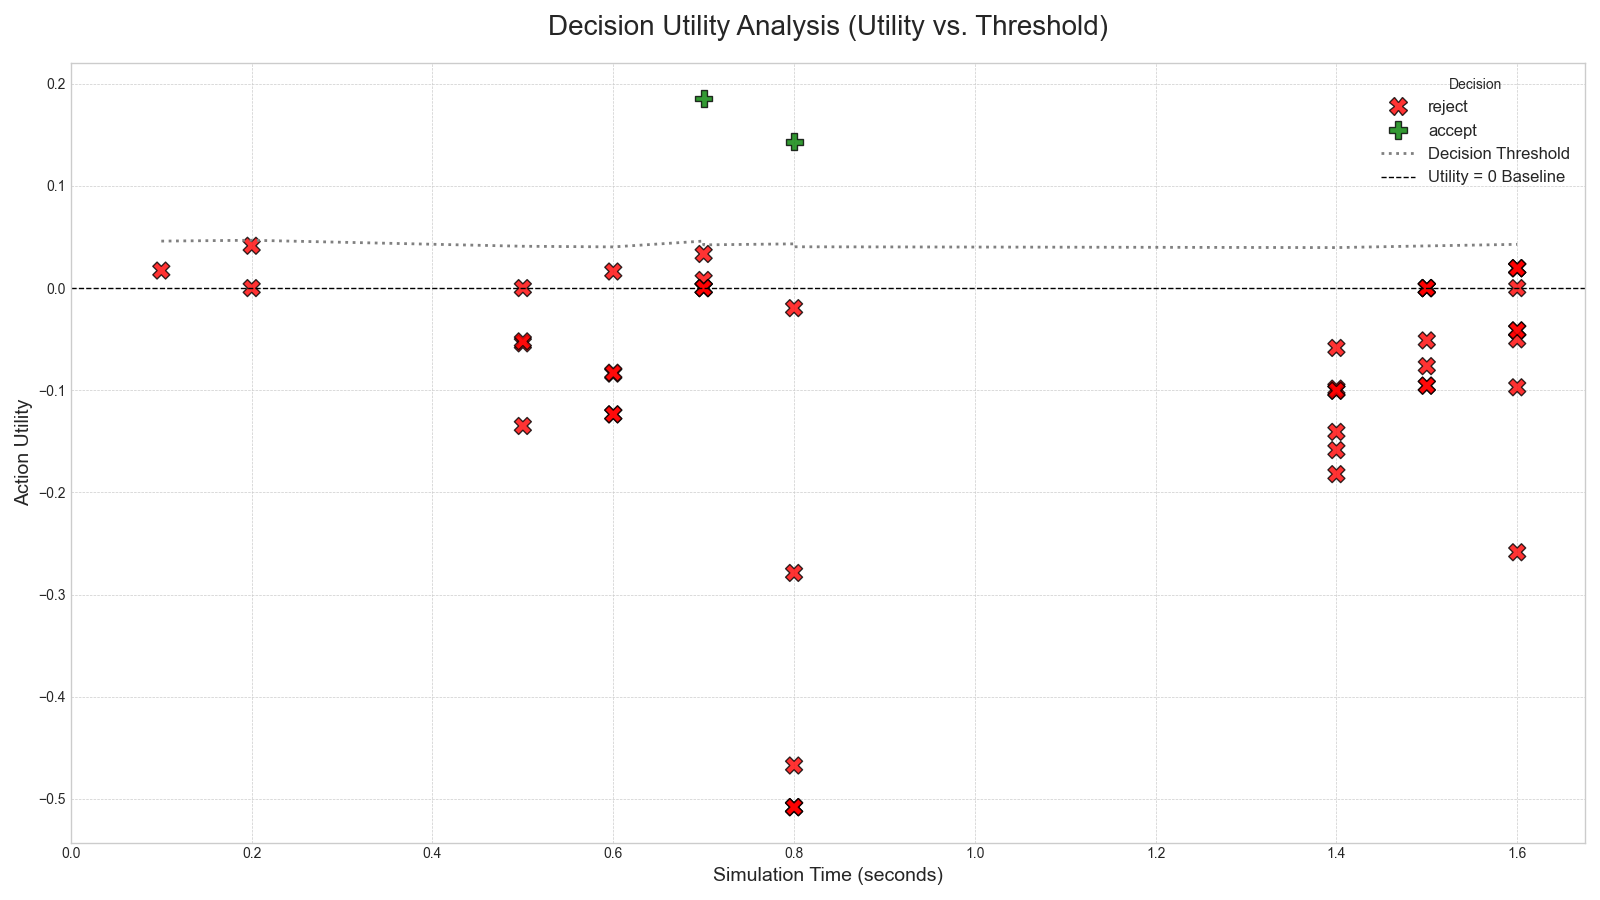 Decision Utility Analysis (Utility vs. Threshold)
Decision
reject
accept
Decision Threshold
Utility = 0 Baseline
Action Utility
0.2
0.1
0.0
−0.1
−0.2
−0.3
−0.4
−0.5
0.0
0.2
0.4
0.6
0.8
1.0
1.2
1.4
1.6
Simulation Time (seconds)